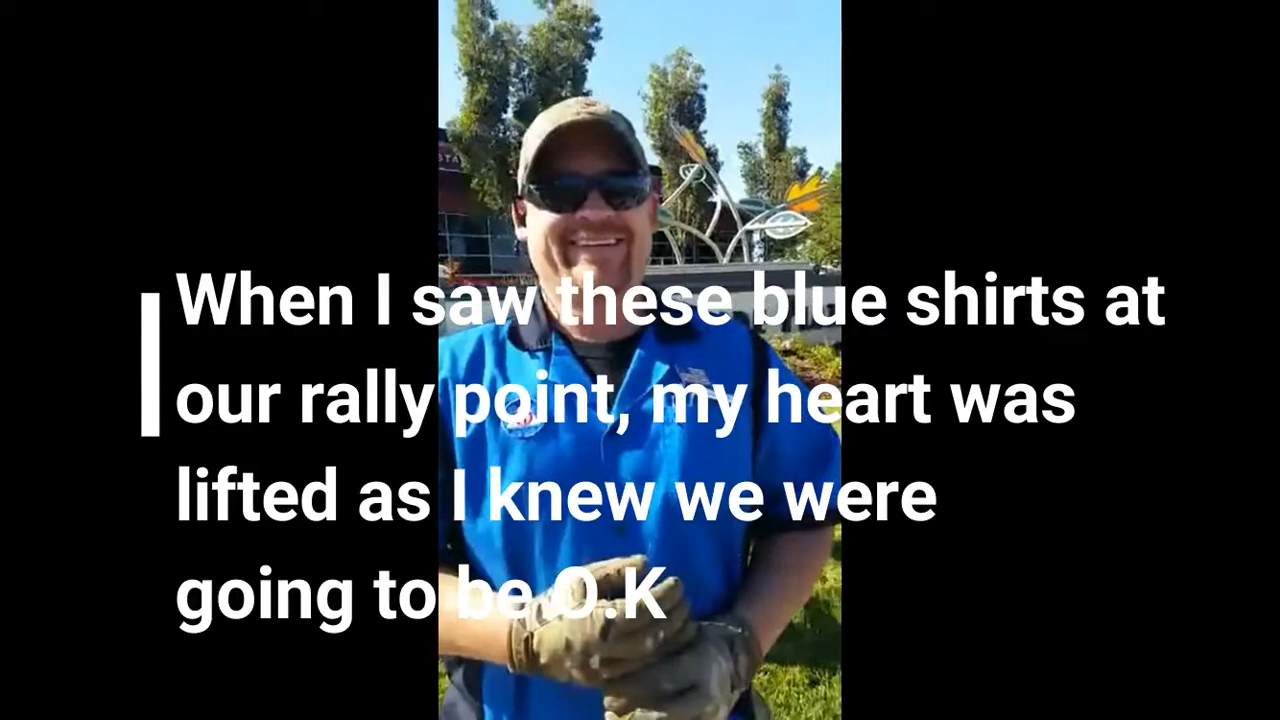 STA
When I saw these blue shirts at
our rally point, my heart was
lifted as I knew we were
going to be O.K